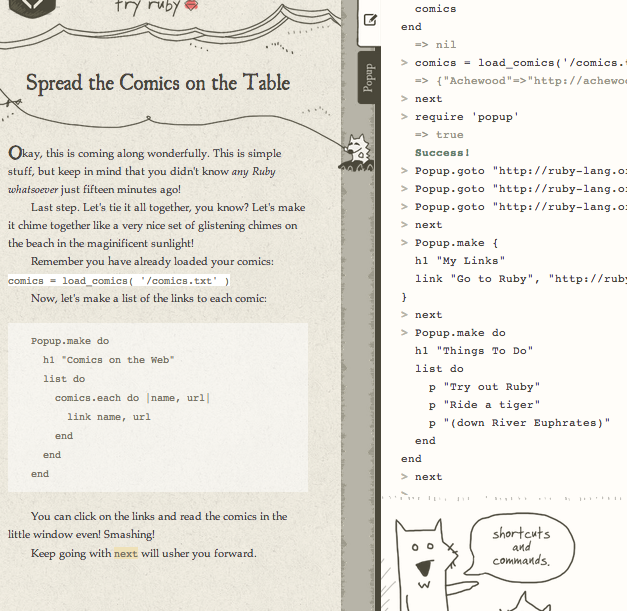 try ruby
Spread the Comics on the Table
Okay, this is coming along wonderfully. This is simple
stuff, but keep in mind that you didn't know any Ruby
whatsoever just fifteen minutes ago!
Last step. Let's tie it all together, you know? Let's make
it chime together like a very nice set of glistening chimes on
the beach in the maginificent sunlight!
Remember you have already loaded your comics:
comics = load_comics( '/comics.txt' )
Now, let's make a list of the links to each comic:
Popup.make do
h1 "Comics on the Web"
list do
comics.each do |name, url|
link name, url
end
end
end
You can click on the links and read the comics in the
little window even! Smashing!
Keep going with next will usher you forward.
Popup
comics
end
=> nil
> comics = load_comics('/comics.
=> {"Achewood"=>"http://achewo
> next
> require 'popup'
=> true
Success!
> Popup.goto "http://ruby-lang.o
> Popup.goto "http://ruby-lang.o
> Popup.goto "http://ruby-lang.o
> next
> Popup.make {
h1 "My Links"
link "Go to Ruby", "http://ruby
}
> next
> Popup.make do
h1 "Things To Do"
list do
p "Try out Ruby"
p "Ride a tiger"
p "(down River Euphrates)"
end
end
> next
shortcuts
and
commands.